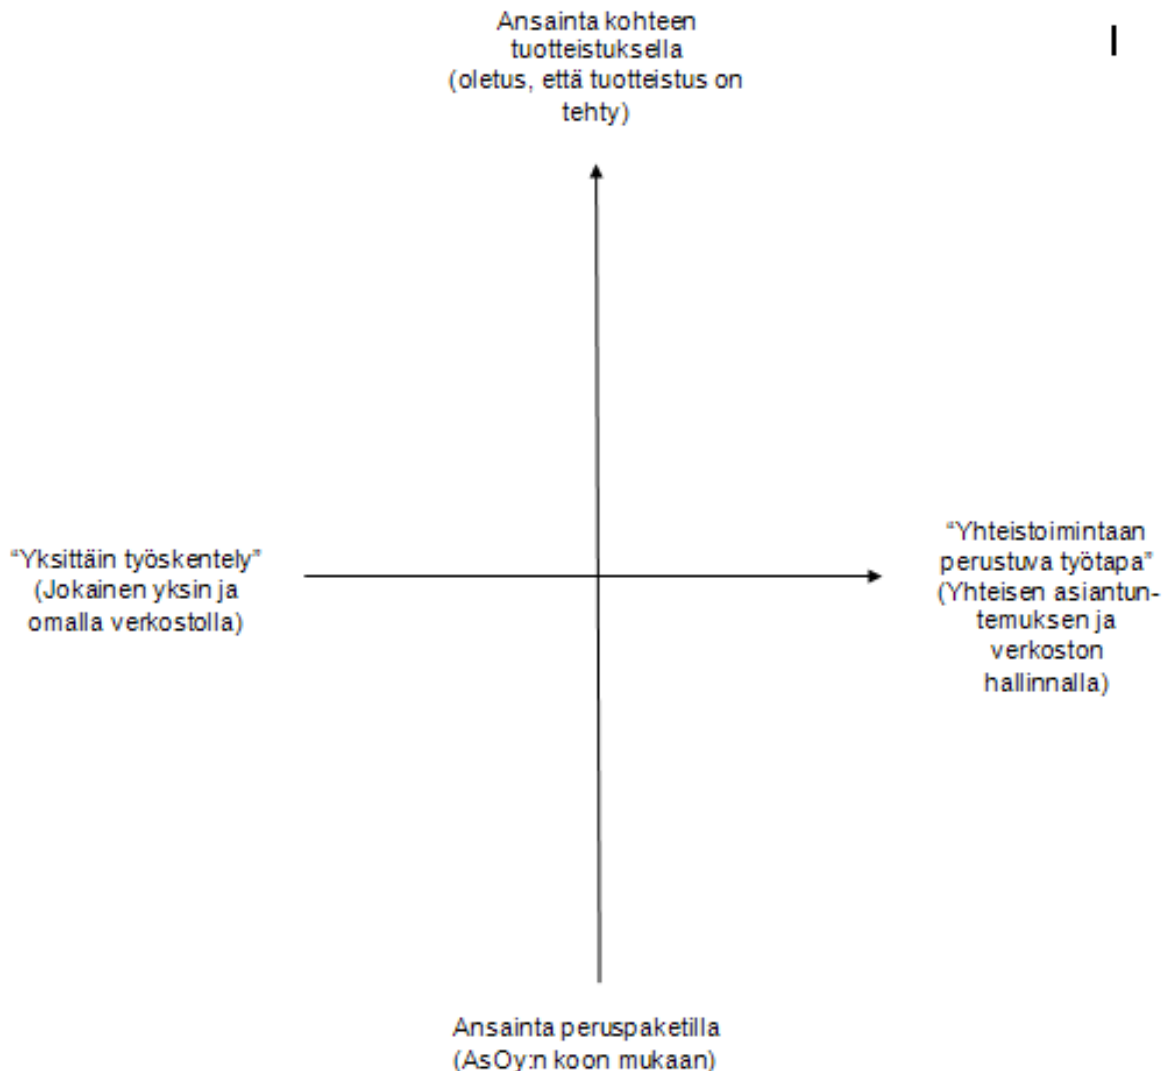 Ansainta kohteen
tuotteistuksella
(oletus, että tuotteistus on
tehty)
I
"Yksittäin työskentely"
(Jokainen yksin ja
omalla verkostolla)
"Yhteistoimintaan
perustuva työtapa"
(Yhteisen asiantun-
temuksen ja
verkoston
hallinnalla)
Ansainta peruspaketilla
(AsOy:n koon mukaan)